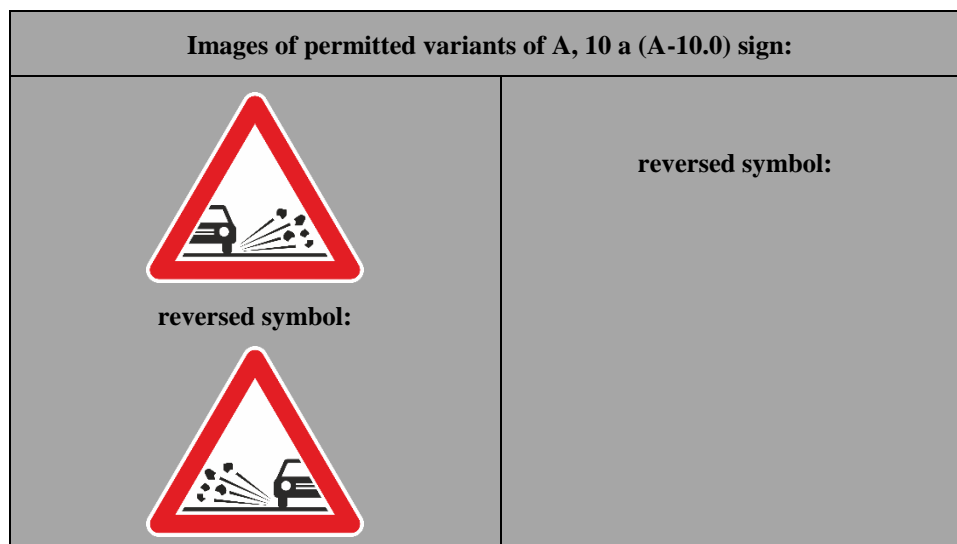 Images of permitted variants of A, 10 a (A-10.0) sign:
reversed symbol:
reversed symbol: